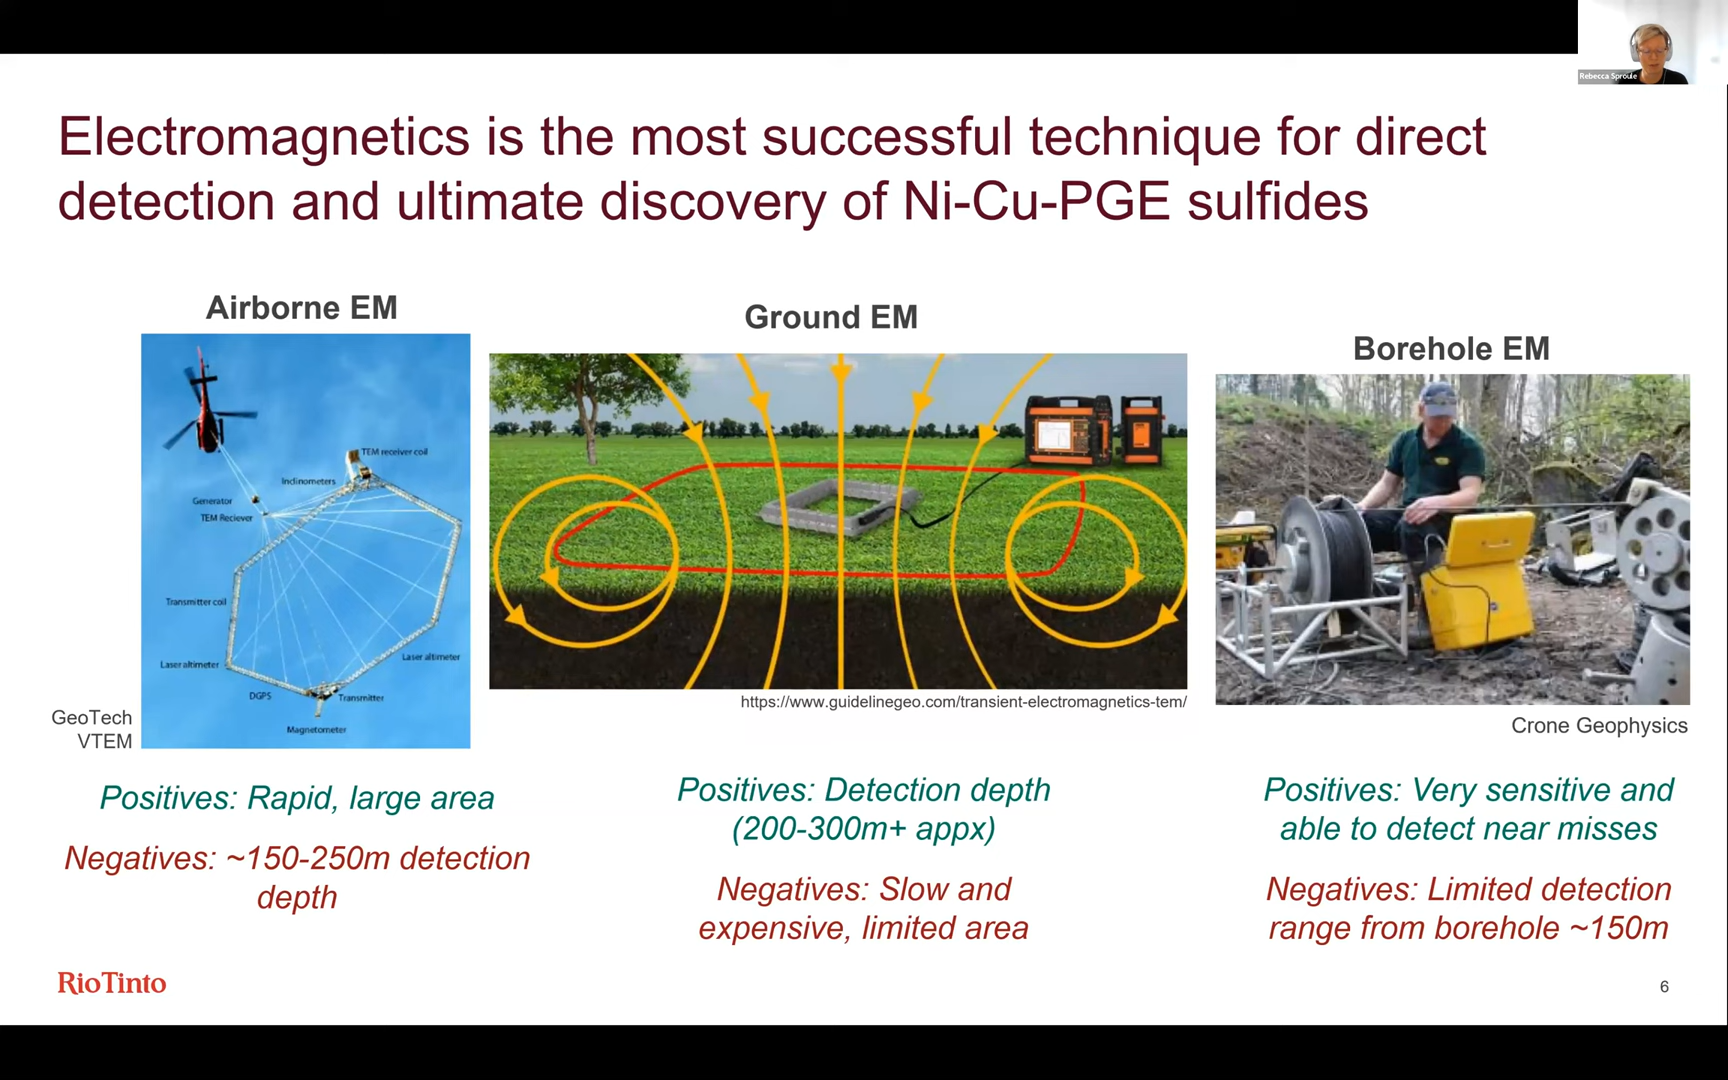 Rebecca Sproule
Electromagnetics is the most successful technique for direct
detection and ultimate discovery of Ni-Cu-PGE sulfides
Airborne EM
TEM receiver coil
Inclinometers
Generator
TEM Reciever
Transmitter coil
Laser altimeter
Laser altimeter
DGPS
Transmitter
Magnetometer
GeoTech
VTEM
Positives: Rapid, large area
Negatives: ~150-250m detection
depth
Ground EM
https://www.guidelinegeo.com/transient-electromagnetics-tem/
Positives: Detection depth
(200-300m+ appx)
Negatives: Slow and
expensive, limited area
Borehole EM
Crone Geophysics
Positives: Very sensitive and
able to detect near misses
Negatives: Limited detection
range from borehole ~150m
RioTinto
6